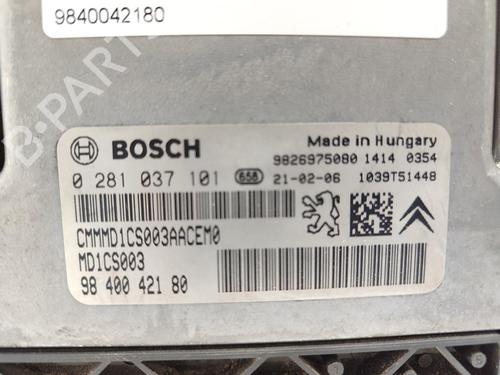 9840042180
B-PARTS
BOSCH
Made in Hungary
9826975080 1414 0354
0 281 037 101 658 21-02-06 1039T51448
CMMMD1CS003AACEM0
MD1CS003
98 400 421 80